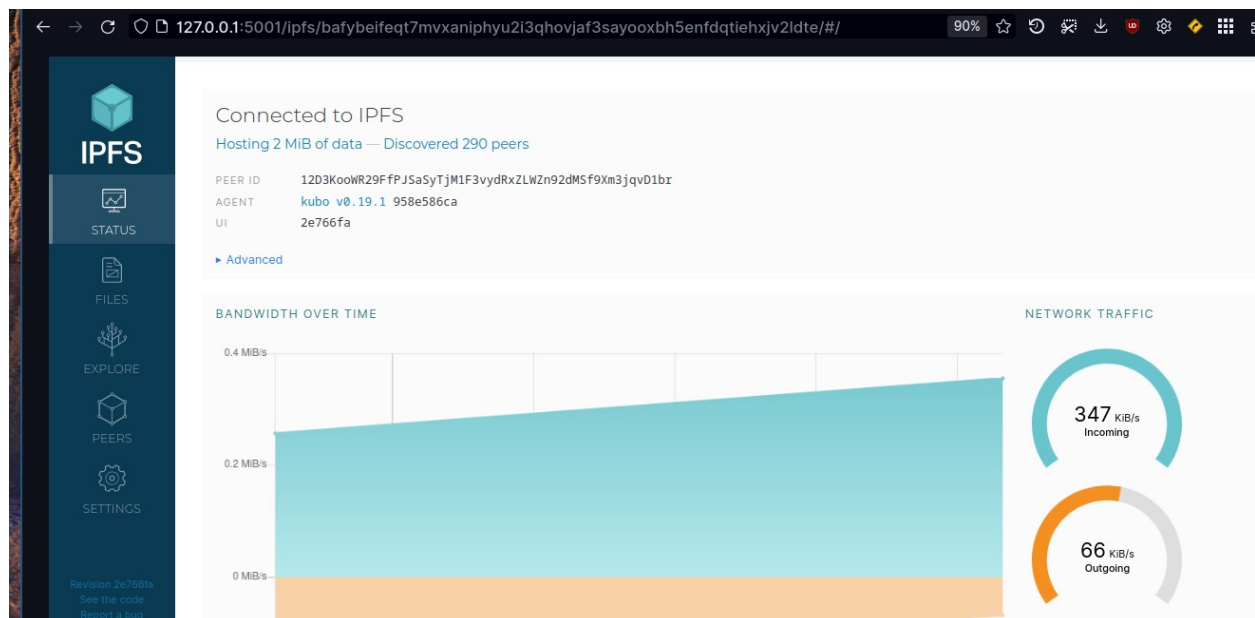 127.0.0.1:5001/ipfs/bafybeifeqt7mvxaniphyu2i3qhovjaf3sayooxbh5enfdqtiehxjv2ldte/#/
90%
IPFS
STATUS
FILES
EXPLORE
PEERS
SETTINGS
Revision 2e766fa
See the code
Report a bug
Connected to IPFS
Hosting 2 MiB of data — Discovered 290 peers
PEER ID 12D3KooWR29FfPJSaSyTjM1F3vydRxZLWZn92dMSf9Xm3jqvD1br
AGENT kubo v0.19.1 958e586ca
UI 2e766fa
▸ Advanced
BANDWIDTH OVER TIME
0.4 MiB/s
0.2 MiB/s
0 MiB/s
NETWORK TRAFFIC
347 KiB/s
Incoming
66 KiB/s
Outgoing